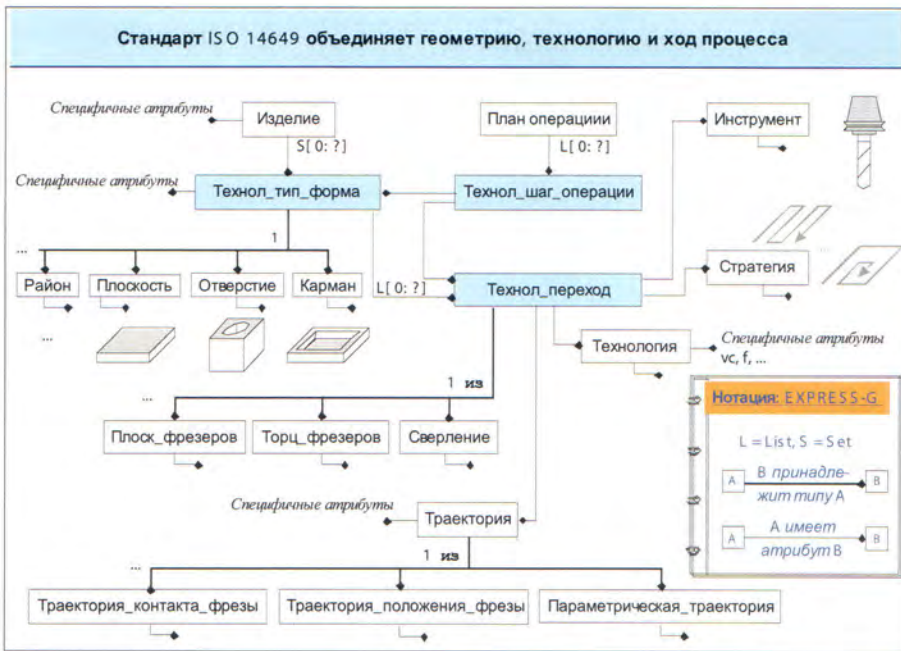 Стандарт ISO 14649 объединяет геометрию, технологию и ход процесса
Специфичные атрибуты
Изделие
План операциии
Инструмент
S[ 0: ?]
L[ 0: ?]
Специфичные атрибуты
Технол_тип_форма
Технол_шаг_операции
1
...
...
Район
Плоскость
Отверстие
Карман
L[ 0: ?]
Технол_переход
Стратегия
...
Технология
Специфичные атрибуты
vc, f, ...
1 из
...
Плоск_фрезеров
Торц_фрезеров
Сверление
Нотация: EXPRESS-G
L = List, S = Set
A
B принадле-
жит типу A
B
A
A имеет
атрибут B
B
Специфичные атрибуты
Траектория
1 из
...
Траектория_контакта_фрезы
Траектория_положения_фрезы
Параметрическая_траектория